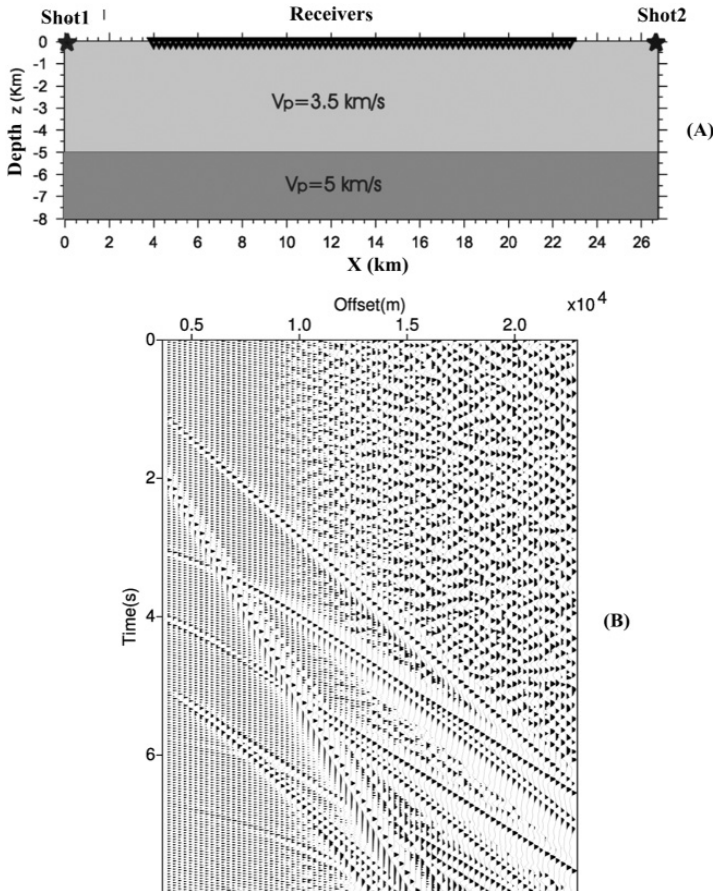 Shot1 Receivers Shot2
0
-1
-2
-3
-4
-5
-6
-7
-8
Depth z (Km)
Vp=3.5 km/s
Vp=5 km/s
(A)
0 2 4 6 8 10 12 14 16 18 20 22 24 26
X (km)
Offset(m) x10 4
0.5 1.0 1.5 2.0
0
2
4
6
Time(s)
(B)